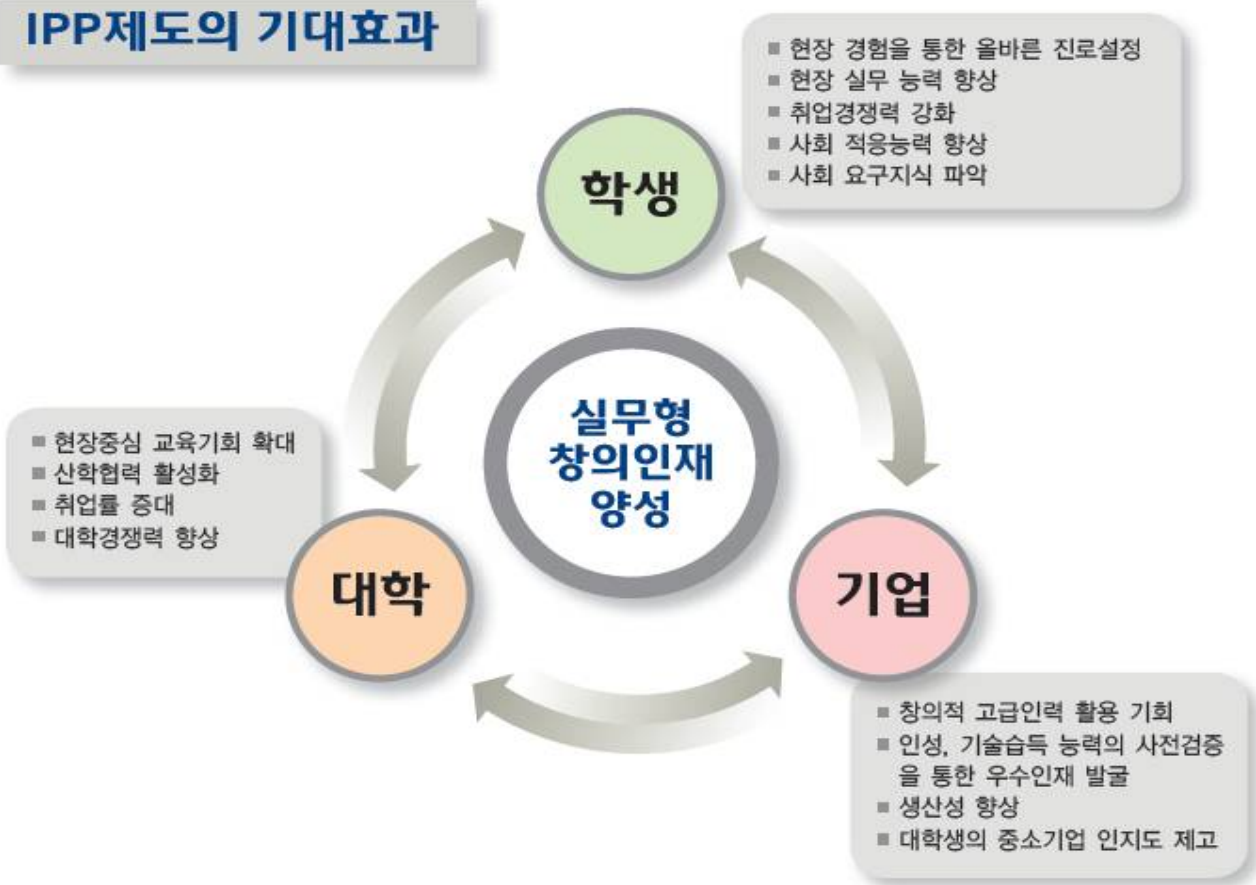 IPP제도의 기대효과
■ 현장 경험을 통한 올바른 진로설정
■ 현장 실무 능력 향상
■ 취업경쟁력 강화
■ 사회 적응능력 향상
■ 사회 요구지식 파악
학생
실무형
창의인재
양성
■ 현장중심 교육기회 확대
■ 산학협력 활성화
■ 취업률 증대
■ 대학경쟁력 향상
대학
기업
■ 창의적 고급인력 활용 기회
■ 인성, 기술습득 능력의 사전검증
을 통한 우수인재 발굴
■ 생산성 향상
■ 대학생의 중소기업 인지도 제고